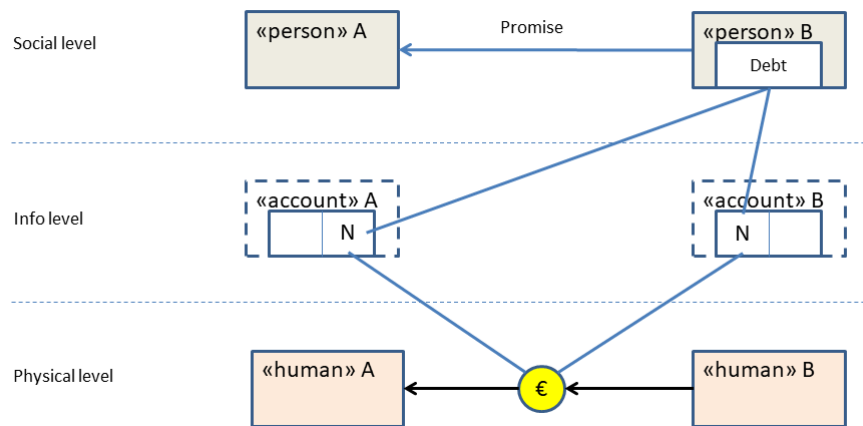 Social level
«person» A
Promise
«person» B
Debt
Info level
«account» A
N
«account» B
N
Physical level
«human» A
€
«human» B